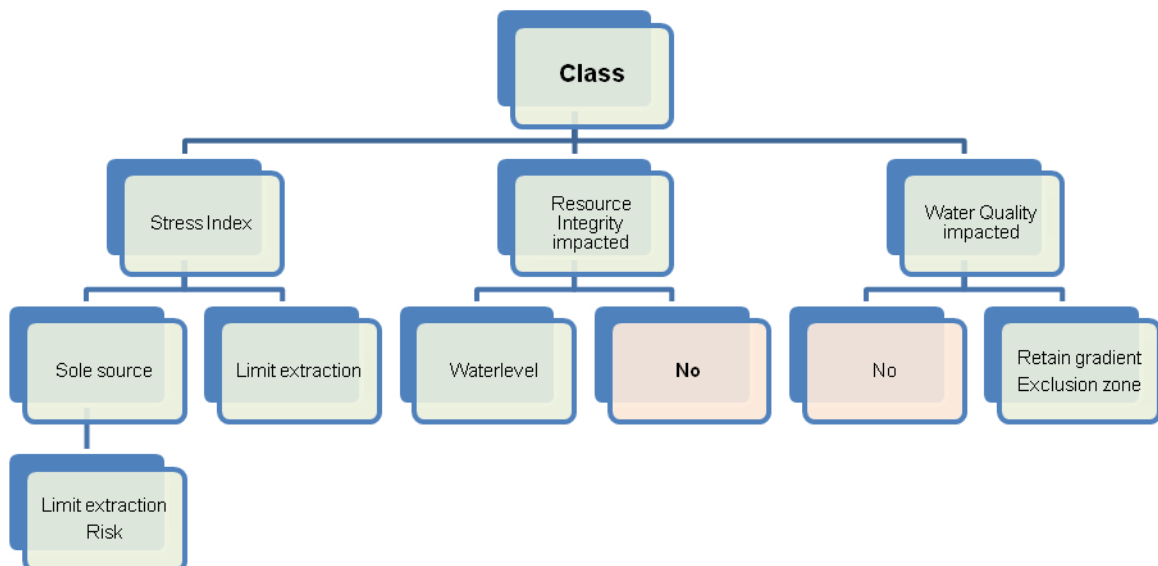 Class
Stress Index
Resource
Integrity
impacted
Water Quality
impacted
Sole source
Limit extraction
Waterlevel
No
No
Retain gradient
Exclusion zone
Limit extraction
Risk